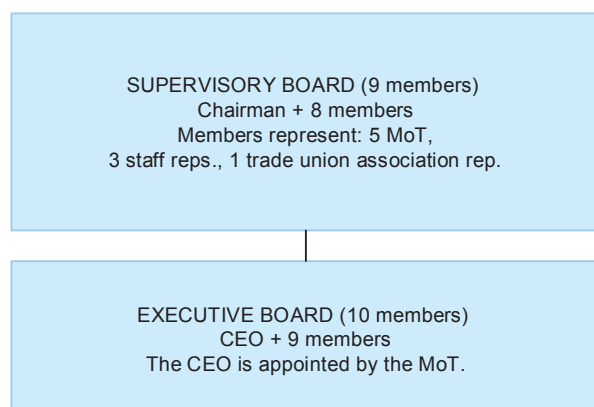 SUPERVISORY BOARD (9 members)
Chairman + 8 members
Members represent: 5 MoT,
3 staff reps., 1 trade union association rep.
EXECUTIVE BOARD (10 members)
CEO + 9 members
The CEO is appointed by the MoT.